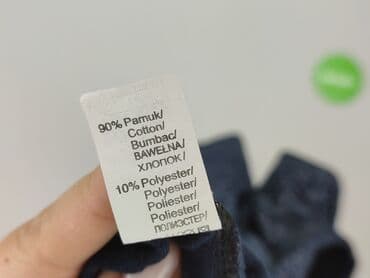 90% Pamuk/
Cotton/
Bumbac/
BAWEŁNA/
ХЛОПОК/
10% Polyester/
Polyester/
Poliester/
Poliester/
ПОЛИЭСТЕР/